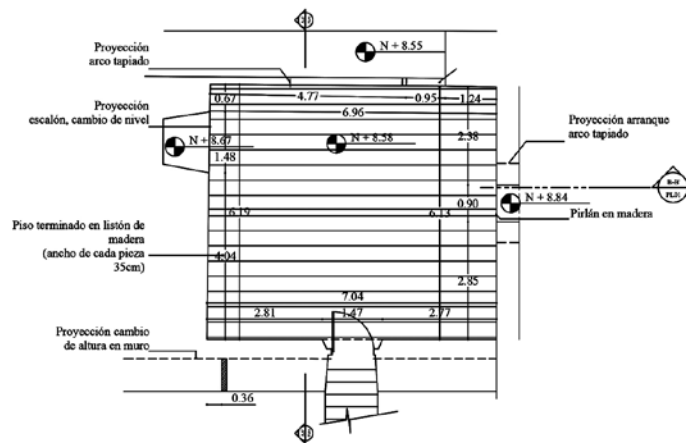 N + 8.55
Proyección
arco tapiado
0.67
4.77
0.95
1.24
6.96
Proyección
escalón, cambio de nivel
N + 8.67
N + 8.58
2.38
1.48
Proyección arranque
arco tapiado
0.90
N + 8.84
6.19
6.13
Pirlán en madera
Piso terminado en listón de
madera
(ancho de cada pieza
35cm)
4.04
2.85
7.04
2.81
1.47
2.77
Proyección cambio
de altura en muro
0.36